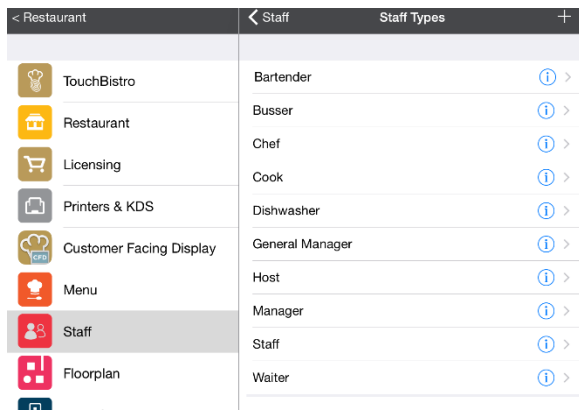 < Restaurant
Staff
Staff Types
+
TouchBistro
Restaurant
Licensing
Printers & KDS
Customer Facing Display
CFD
Menu
Staff
Floorplan
Bartender
Busser
Chef
Cook
Dishwasher
General Manager
Host
Manager
Staff
Waiter